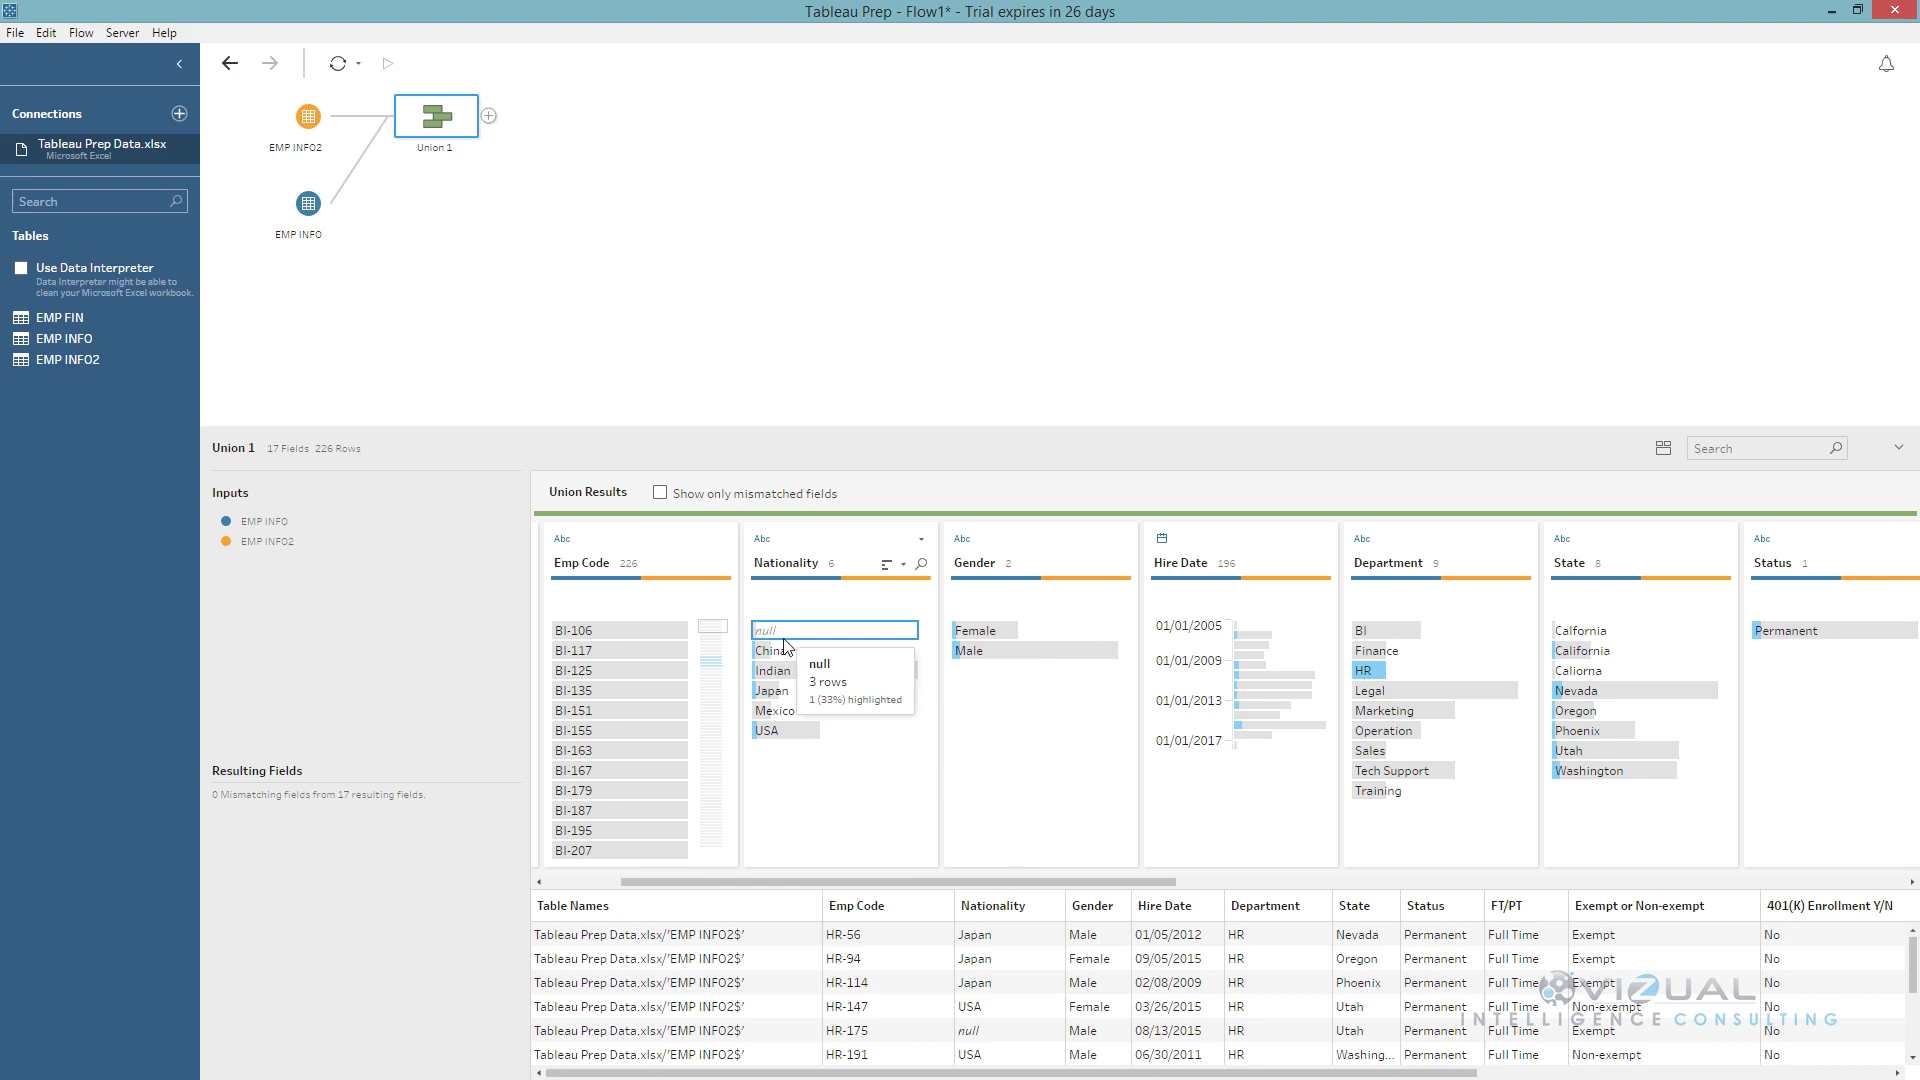 Tableau Prep - Flow1* - Trial expires in 26 days
File Edit Flow Server Help
Connections
Tableau Prep Data.xlsx
Microsoft Excel
Search
Tables
Use Data Interpreter
Data Interpreter might be able to
clean your Microsoft Excel workbook.
EMP FIN
EMP INFO
EMP INFO2
EMP INFO2
Union 1
EMP INFO
Union 1 17 Fields 226 Rows
Search
Inputs
EMP INFO
EMP INFO2
Resulting Fields
0 Mismatching fields from 17 resulting fields.
Union Results Show only mismatched fields
Abc
Emp Code 226
BI-106
BI-117
BI-125
BI-135
BI-151
BI-155
BI-163
BI-167
BI-179
BI-187
BI-195
BI-207
Abc
Nationality 6
null
China
Indian
Japan
Mexico
USA
null
3 rows
1 (33%) highlighted
Abc
Gender 2
Female
Male
Hire Date 196
01/01/2005
01/01/2009
01/01/2013
01/01/2017
Abc
Department 9
BI
Finance
HR
Legal
Marketing
Operation
Sales
Tech Support
Training
Abc
State 8
Calfornia
California
Caliorna
Nevada
Oregon
Phoenix
Utah
Washington
Abc
Status 1
Permanent
Table Names Emp Code Nationality Gender Hire Date Department State Status FT/PT Exempt or Non-exempt 401(K) Enrollment Y/N
Tableau Prep Data.xlsx/'EMP INFO2$' HR-56 Japan Male 01/05/2012 HR Nevada Permanent Full Time Exempt No
Tableau Prep Data.xlsx/'EMP INFO2$' HR-94 Japan Female 09/05/2015 HR Oregon Permanent Full Time Exempt No
Tableau Prep Data.xlsx/'EMP INFO2$' HR-114 Japan Male 02/08/2009 HR Phoenix Permanent Full Time Exempt No
Tableau Prep Data.xlsx/'EMP INFO2$' HR-147 USA Female 03/26/2015 HR Utah Permanent Full Time Non-exempt No
Tableau Prep Data.xlsx/'EMP INFO2$' HR-175 null Male 08/13/2015 HR Utah Permanent Full Time Exempt No
Tableau Prep Data.xlsx/'EMP INFO2$' HR-191 USA Male 06/30/2011 HR Washing... Permanent Full Time Non-exempt No
VIZUAL
INTELLIGENCE CONSULTING